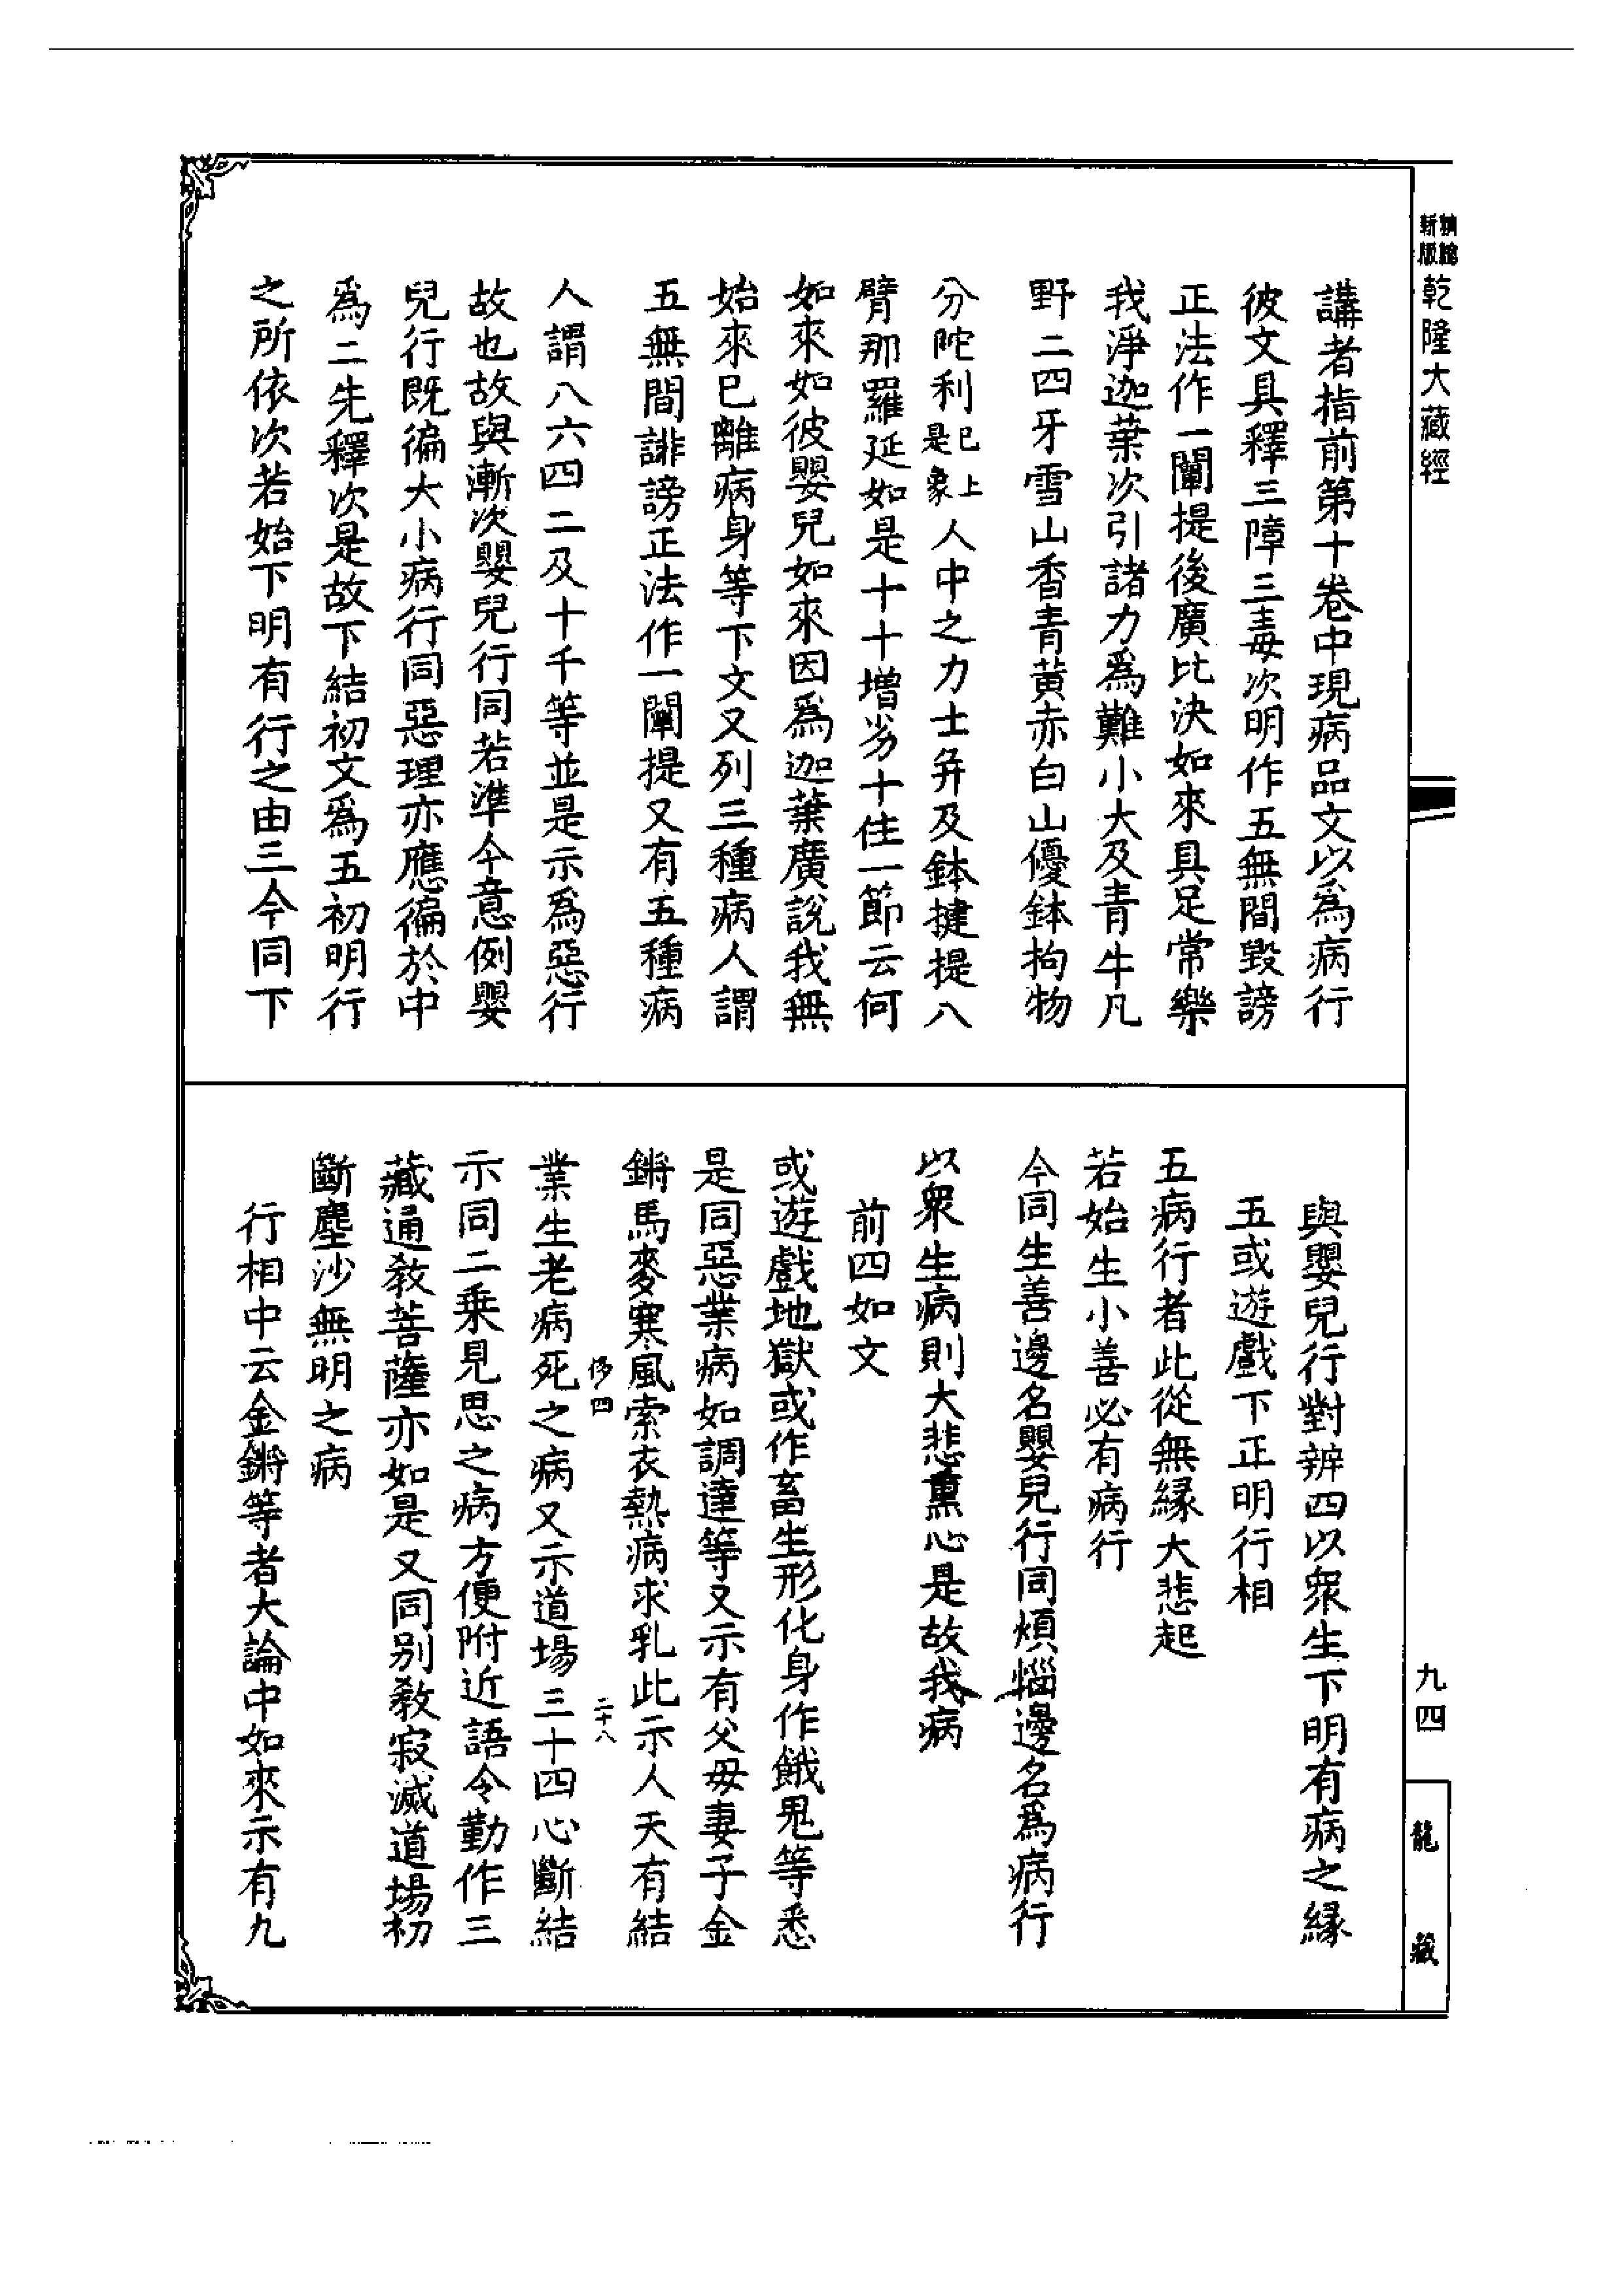 新編
縮版
乾隆大藏經
講者指前第十卷中現病品文以為病行
彼文具釋三障三毒次明作五無間毀謗
正法作一闡提後廣比決如來具足常樂
我淨迦葉次引諸力為難小大及青牛凡
野二四牙雪山香青黃赤白山優鉢拘物
分陀利已上是象人中之力士并及鉢揵提八
臂那羅延如是十十增劣十住一節云何
如來如彼嬰兒如來因為迦葉廣說我無
始來已離病身等下文又列三種病人謂
五無間誹謗正法作一闡提又有五種病
人謂八六四二及十千等並是示為惡行
故也故與漸次嬰兒行同若準今意例嬰
兒行既徧大小病行同惡理亦應徧於中
為二先釋次是故下結初文為五初明行
之所依次若始下明有行之由三今同下
與嬰兒行對辨四以眾生下明有病之緣
五或遊戲下正明行相
五病行者此從無緣大悲起
若始生小善必有病行
今同生善邊名嬰兒行同煩惱邊名為病行
以眾生病則大悲熏心是故我病
前四如文
或遊戲地獄或作畜生形化身作餓鬼等悉
是同惡業病如調達等又示有父母妻子金
鏘馬麥寒風索衣熱病求乳此示人天有結
侈四
二十八
業生老病死之病又示道場三十四心斷結
示同二乘見思之病方便附近語令勤作三
藏通教菩薩亦如是又同別教寂滅道場初
斷塵沙無明之病
行相中云金鏘等者大論中如來示有九
九四
龍藏